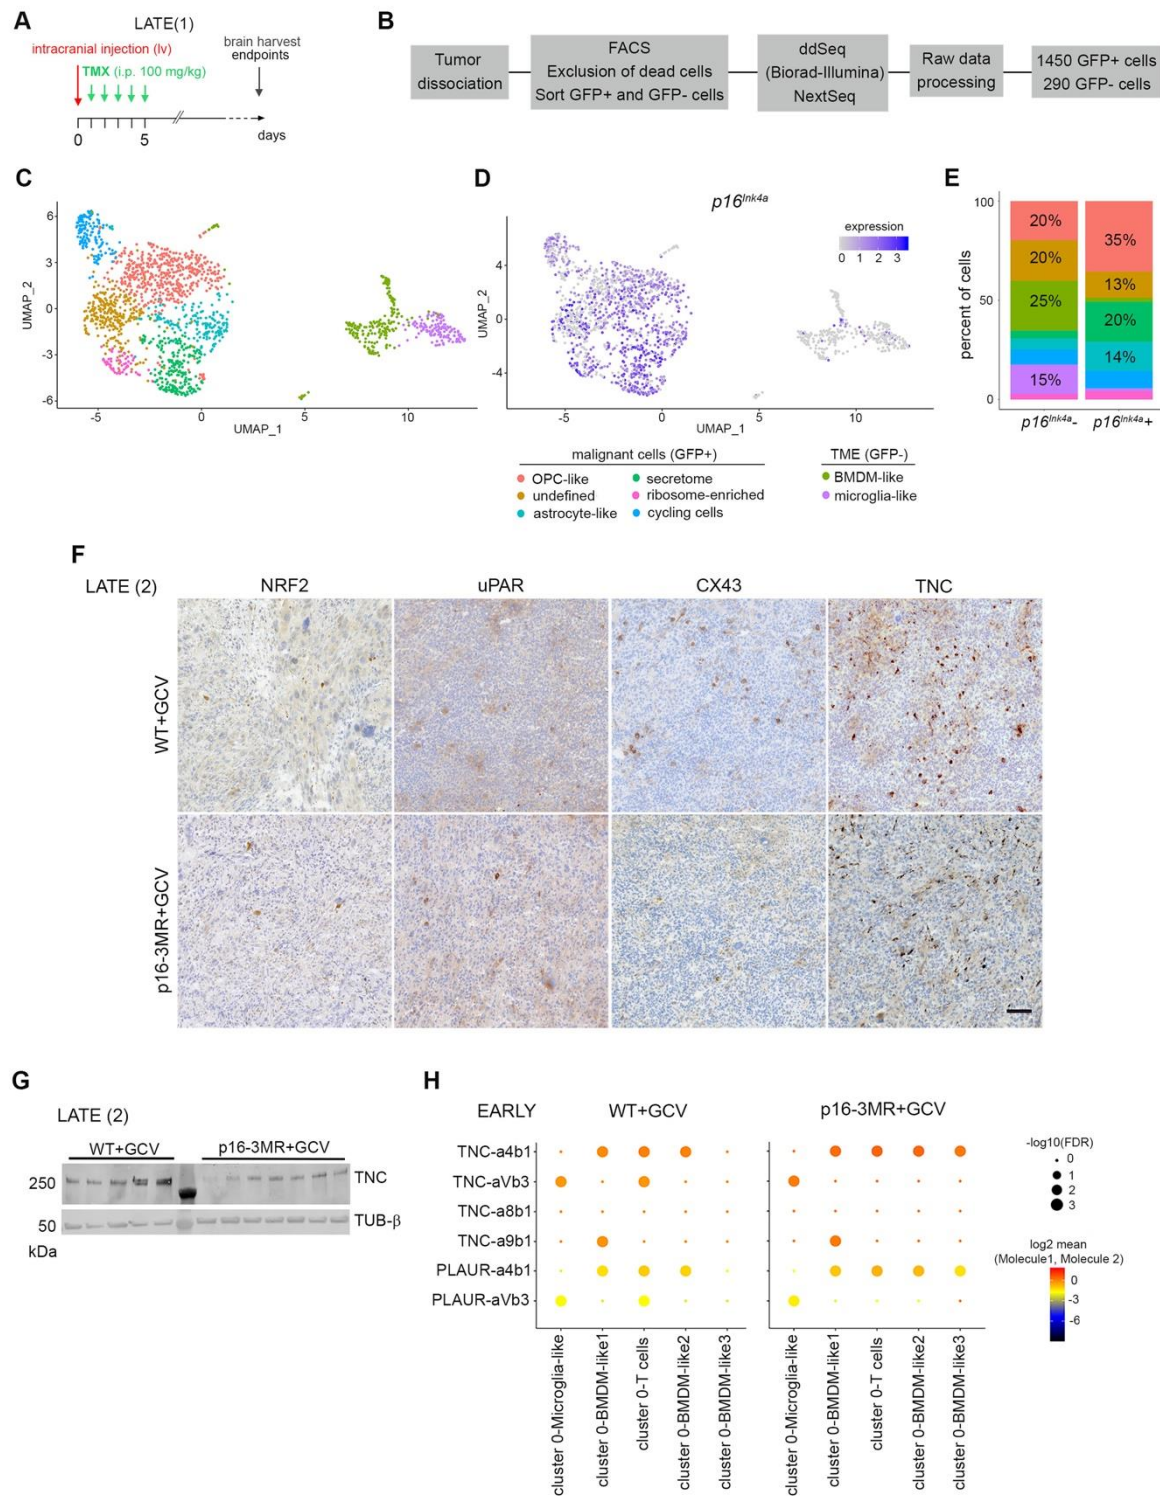 A
LATE(1)
intracranial injection (lv)
TMX (i.p. 100 mg/kg)
brain harvest
endpoints
0
5
days
B
Tumor
dissociation
FACS
Exclusion of dead cells
Sort GFP+ and GFP- cells
ddSeq
(Biorad-Illumina)
NextSeq
Raw data
processing
1450 GFP+ cells
290 GFP- cells
C
6
3
0
-3
-6
UMAP_2
-5
0
5
10
UMAP_1
D
p16Ink4a
expression
0 1 2 3
4
0
-4
UMAP_2
-5
0
5
10
UMAP_1
malignant cells (GFP+)
OPC-like
undefined
astrocyte-like
secretome
ribosome-enriched
cycling cells
TME (GFP-)
BMDM-like
microglia-like
E
percent of cells
100
50
0
20%
20%
25%
15%
35%
13%
20%
14%
p16Ink4a-
p16Ink4a+
F
LATE (2)
NRF2
uPAR
CX43
TNC
WT+GCV
p16-3MR+GCV
G
LATE (2)
WT+GCV
p16-3MR+GCV
250
TNC
50
TUB-β
kDa
H
EARLY
WT+GCV
p16-3MR+GCV
TNC-a4b1
TNC-aVb3
TNC-a8b1
TNC-a9b1
PLAUR-a4b1
PLAUR-aVb3
cluster 0-Microglia-like
cluster 0-BMDM-like1
cluster 0-T cells
cluster 0-BMDM-like2
cluster 0-BMDM-like3
cluster 0-Microglia-like
cluster 0-BMDM-like1
cluster 0-T cells
cluster 0-BMDM-like2
cluster 0-BMDM-like3
-log10(FDR)
0
1
2
3
log2 mean
(Molecule1, Molecule 2)
0
-3
-6